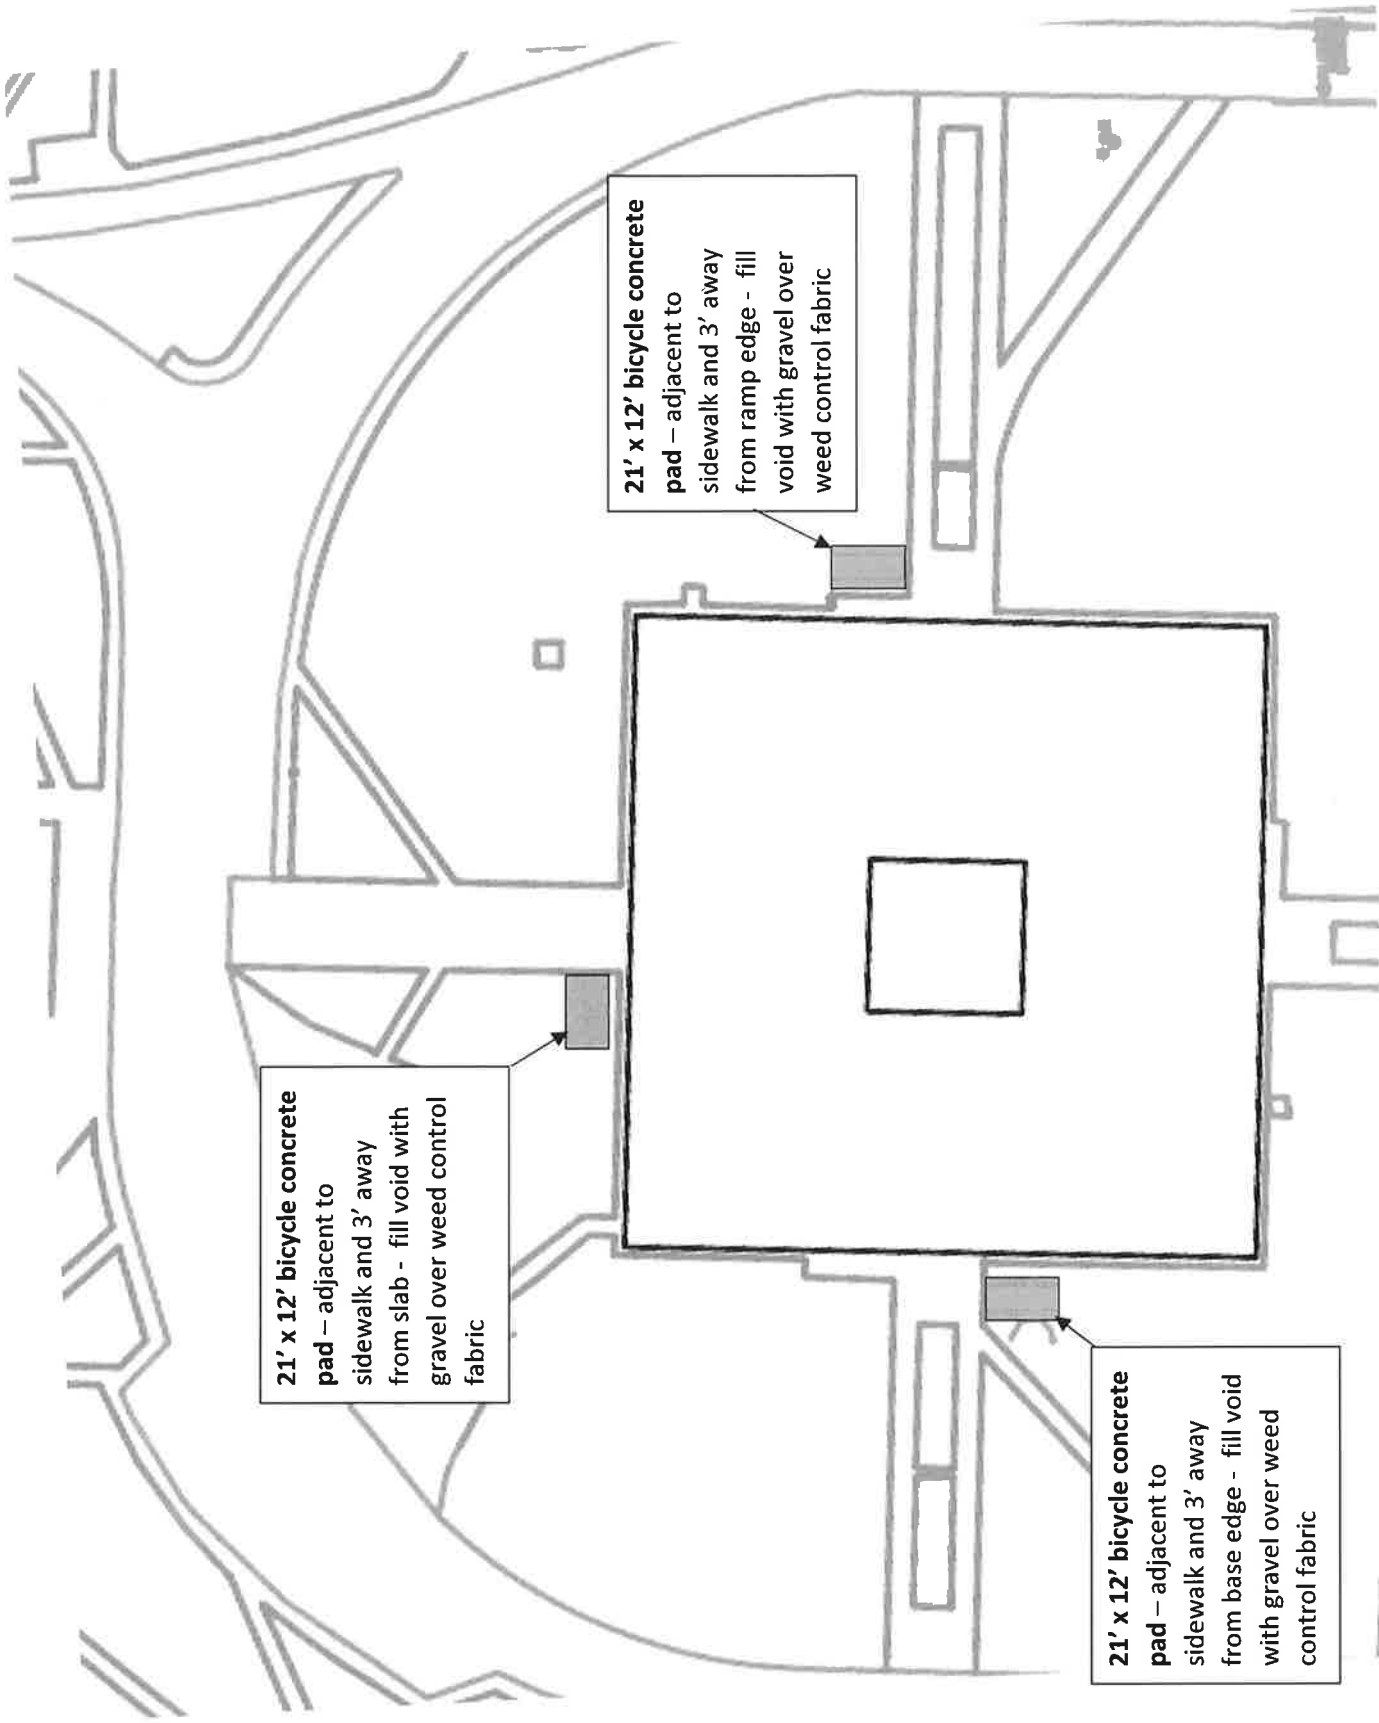 21' x 12' bicycle concrete
pad – adjacent to
sidewalk and 3' away
from slab - fill void with
gravel over weed control
fabric
21' x 12' bicycle concrete
pad – adjacent to
sidewalk and 3' away
from ramp edge - fill
void with gravel over
weed control fabric
21' x 12' bicycle concrete
pad – adjacent to
sidewalk and 3' away
from base edge - fill void
with gravel over weed
control fabric